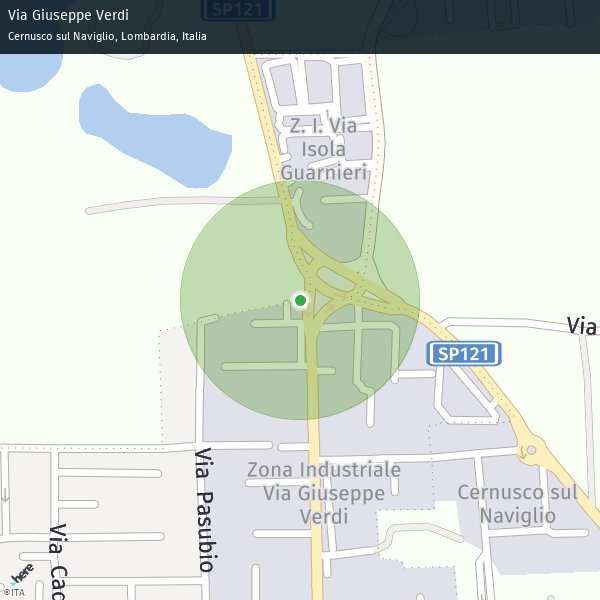 Via Giuseppe Verdi
Cernusco sul Naviglio, Lombardia, Italia
SP121
Z. I. Via
Isola
Guarnieri
Via
SP121
Zona Industriale
Via Giuseppe
Verdi
Cernusco sul
Naviglio
Via Pasubio
Via Cac
here
©ITA